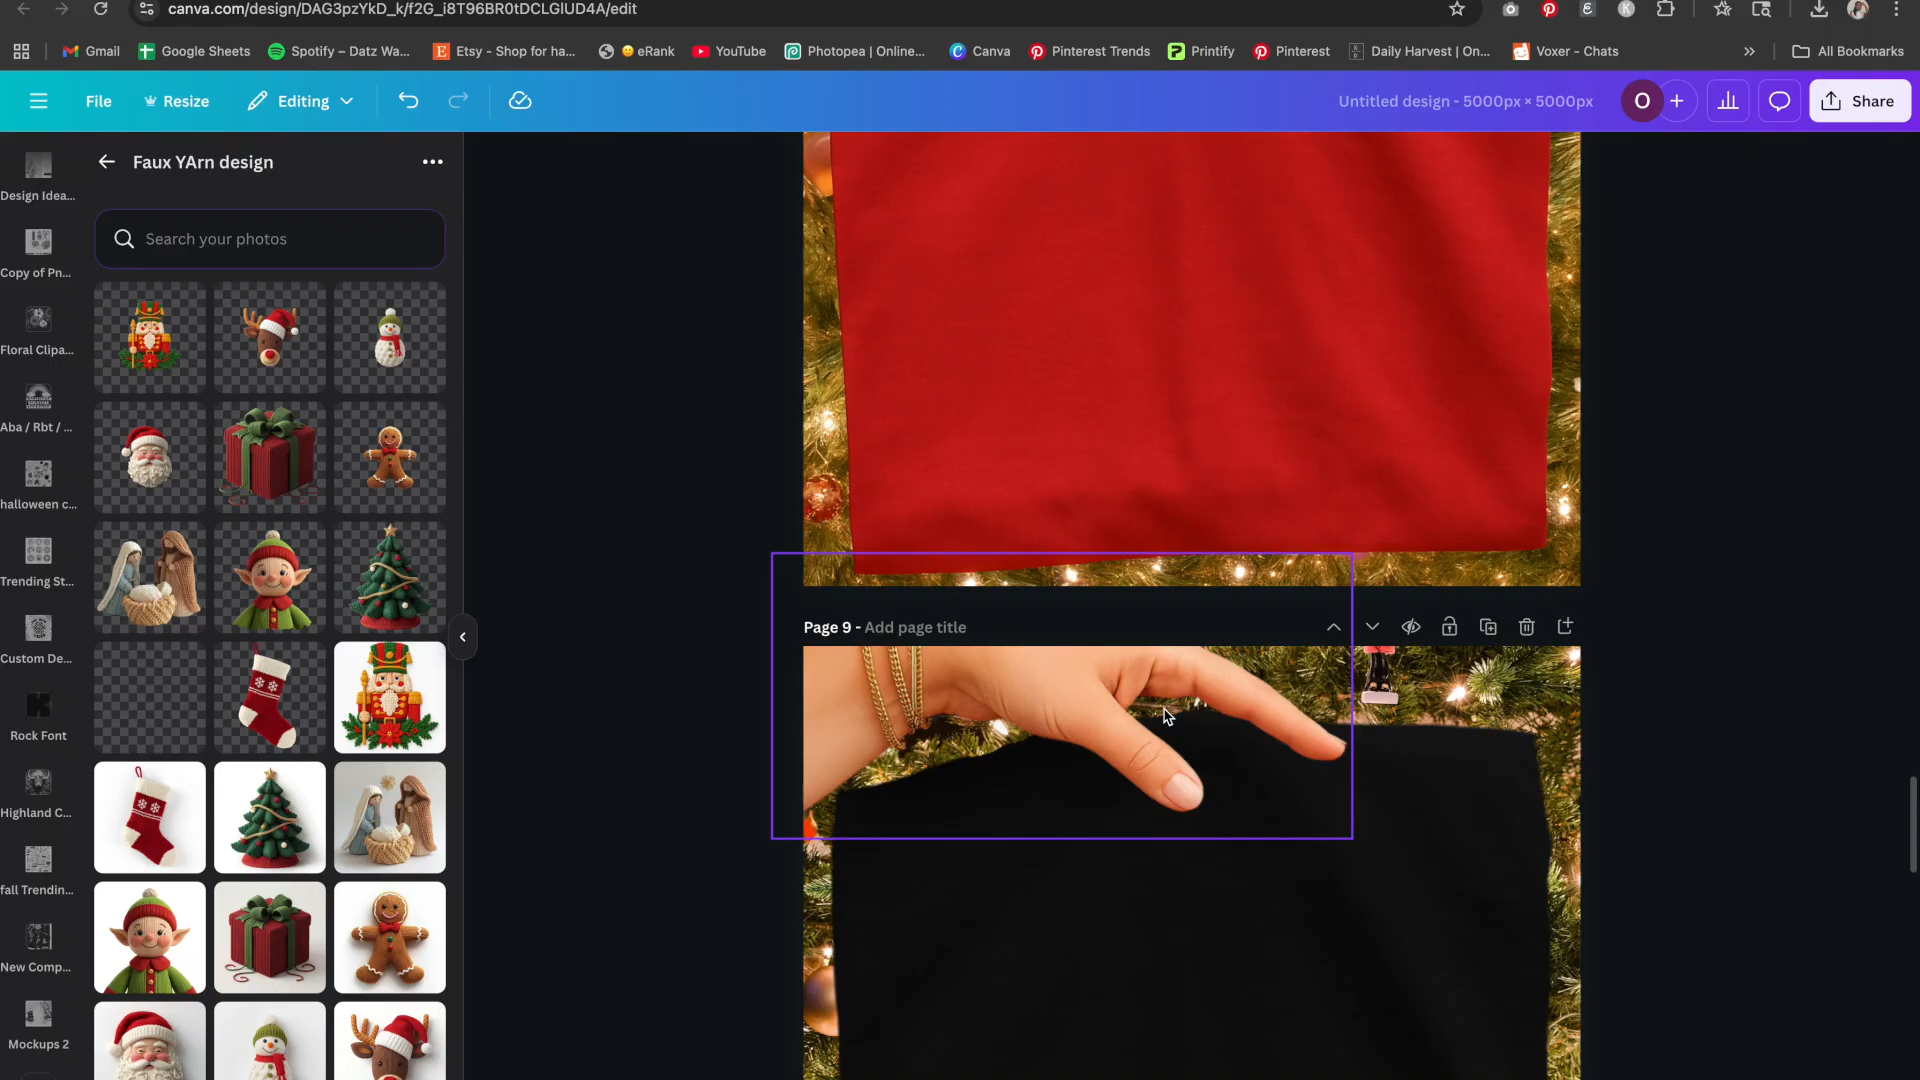 canva.com/design/DAG3pzYkD_k/f2G_i8T96BR0tDCLGlUD4A/edit
Gmail
Google Sheets
Spotify – Datz Wa...
Etsy - Shop for ha...
eRank
YouTube
Photopea | Online...
Canva
Pinterest Trends
Printify
Pinterest
Daily Harvest | On...
Voxer - Chats
All Bookmarks
File
Resize
Editing
Untitled design - 5000px × 5000px
O
Share
Faux YArn design
Search your photos
Design Idea...
Copy of Pn...
Floral Clipa...
Aba / Rbt / ...
halloween c...
Trending St...
Custom De...
Rock Font
Highland C...
fall Trendin...
New Comp...
Mockups 2
Page 9 - Add page title